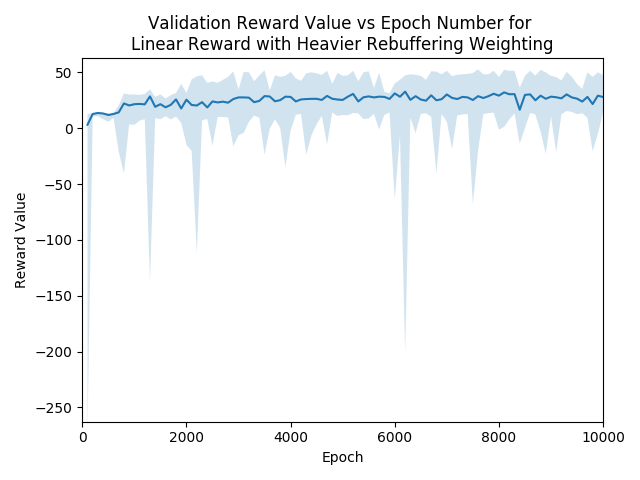 Validation Reward Value vs Epoch Number for
Linear Reward with Heavier Rebuffering Weighting
50
0
−50
−100
−150
−200
−250
Reward Value
0 2000 4000 6000 8000 10000
Epoch